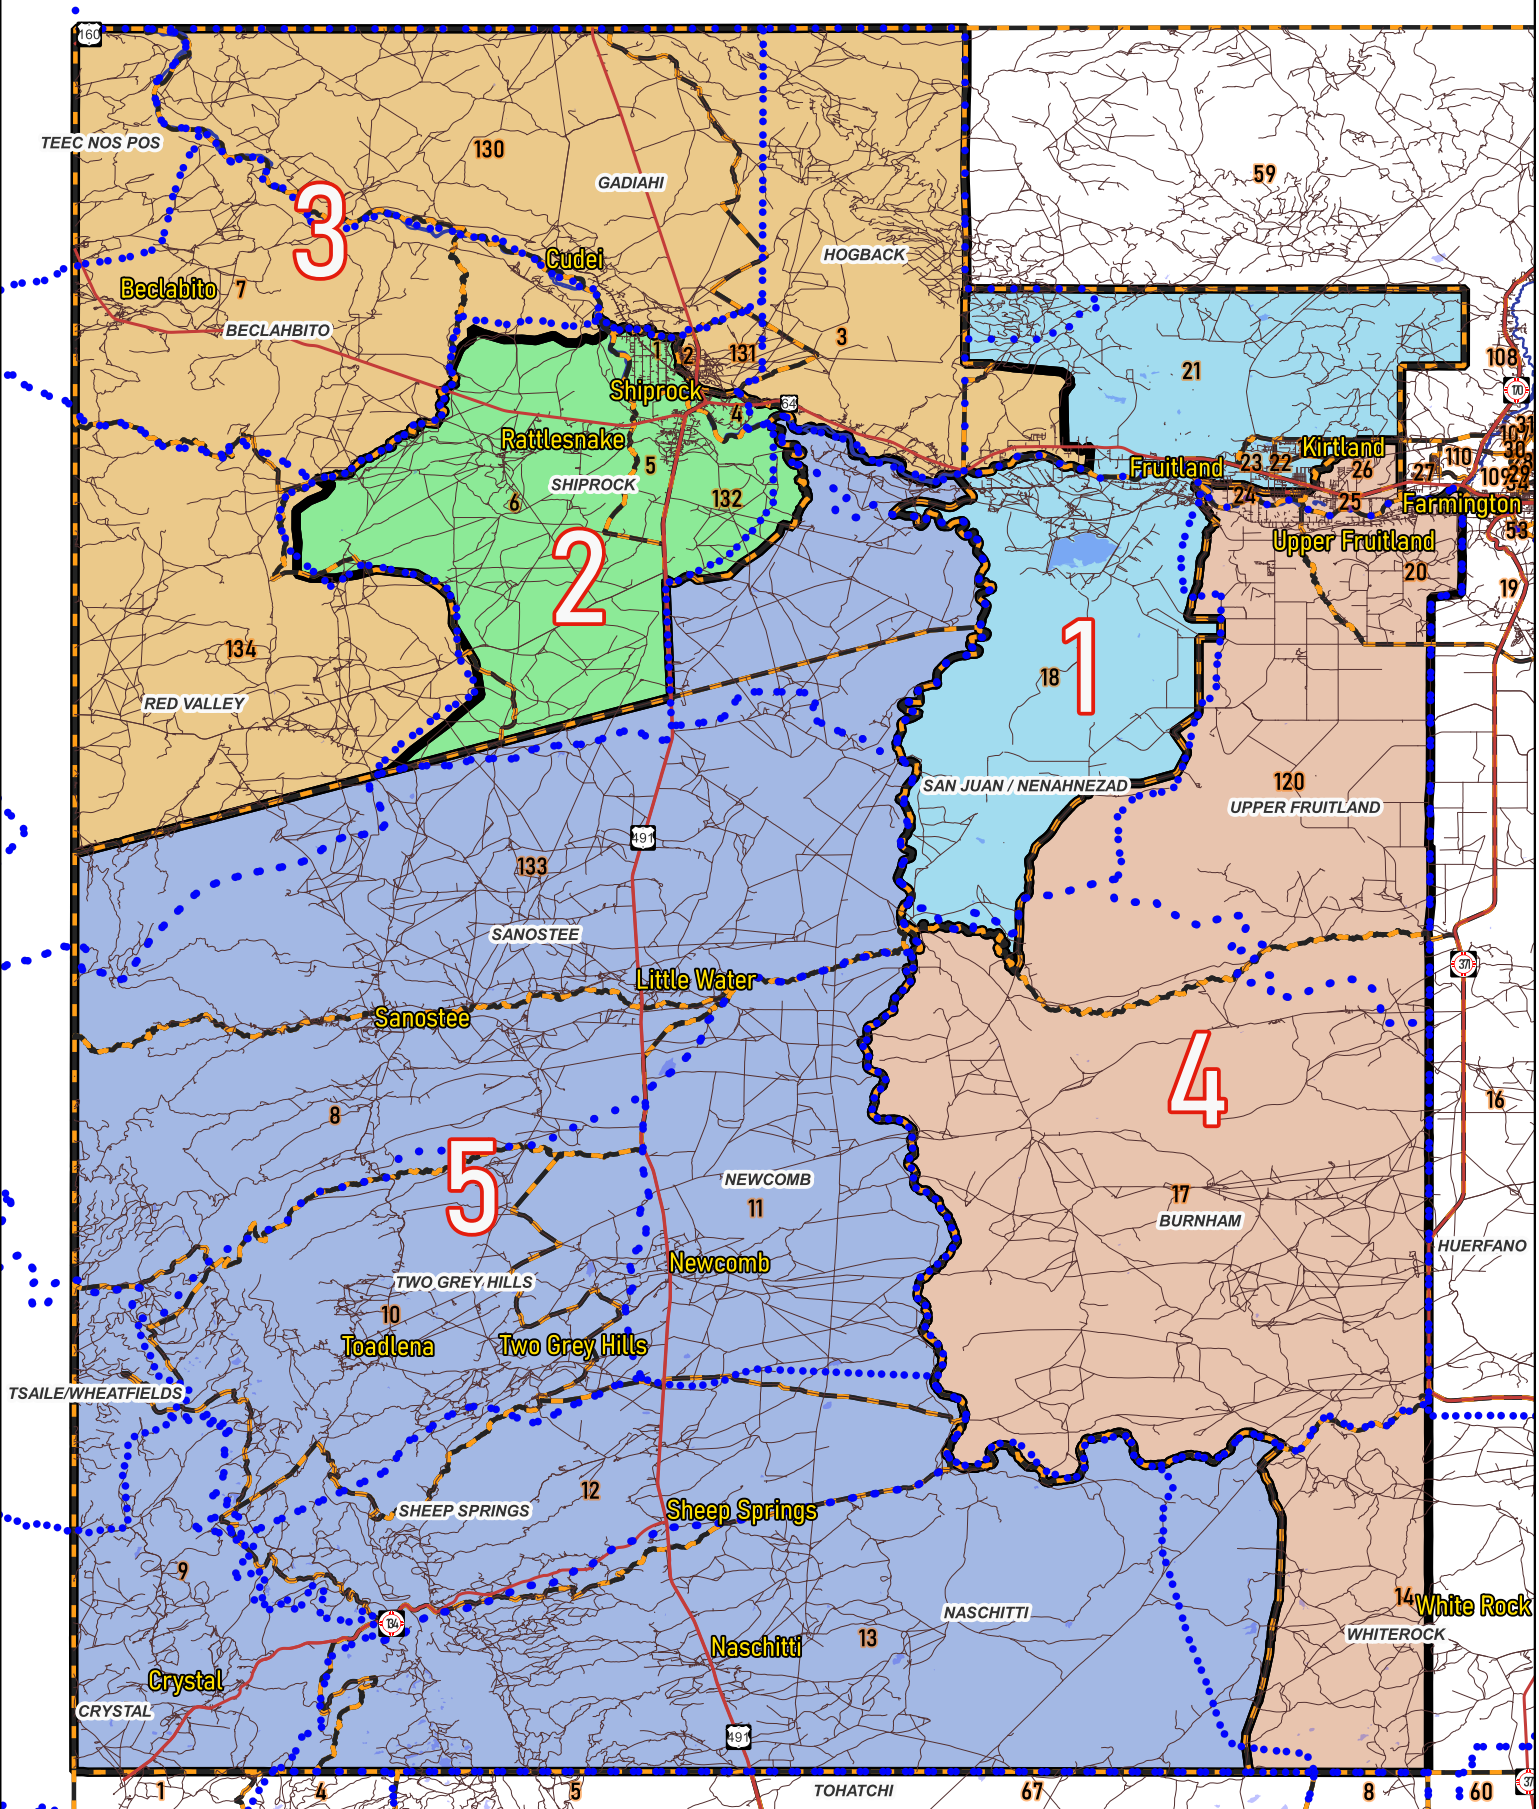 160
TEEC NOS POS
130
GADIAHI
59
3
HOGBACK
Cudei
Beclabito
7
BECLAHBITO
3
1
2
131
108
21
170
Shiprock
64
4
Rattlesnake
Kirtland
Fruitland
23
22
26
27
110
30
5
SHIPROCK
6
132
24
25
Farmington
53
Upper Fruitland
20
19
2
134
1
18
RED VALLEY
SAN JUAN / NENAHNEZAD
120
UPPER FRUITLAND
491
133
SANOSTEE
371
Little Water
Sanostee
4
16
8
5
NEWCOMB
11
17
BURNHAM
HUERFANO
Newcomb
TWO GREY HILLS
10
Toadlena
Two Grey Hills
TSAILE/WHEATFIELDS
12
SHEEP SPRINGS
Sheep Springs
9
14
White Rock
NASCHITTI
134
WHITEROCK
13
Naschitti
Crystal
CRYSTAL
491
1
4
5
TOHATCHI
67
8
60